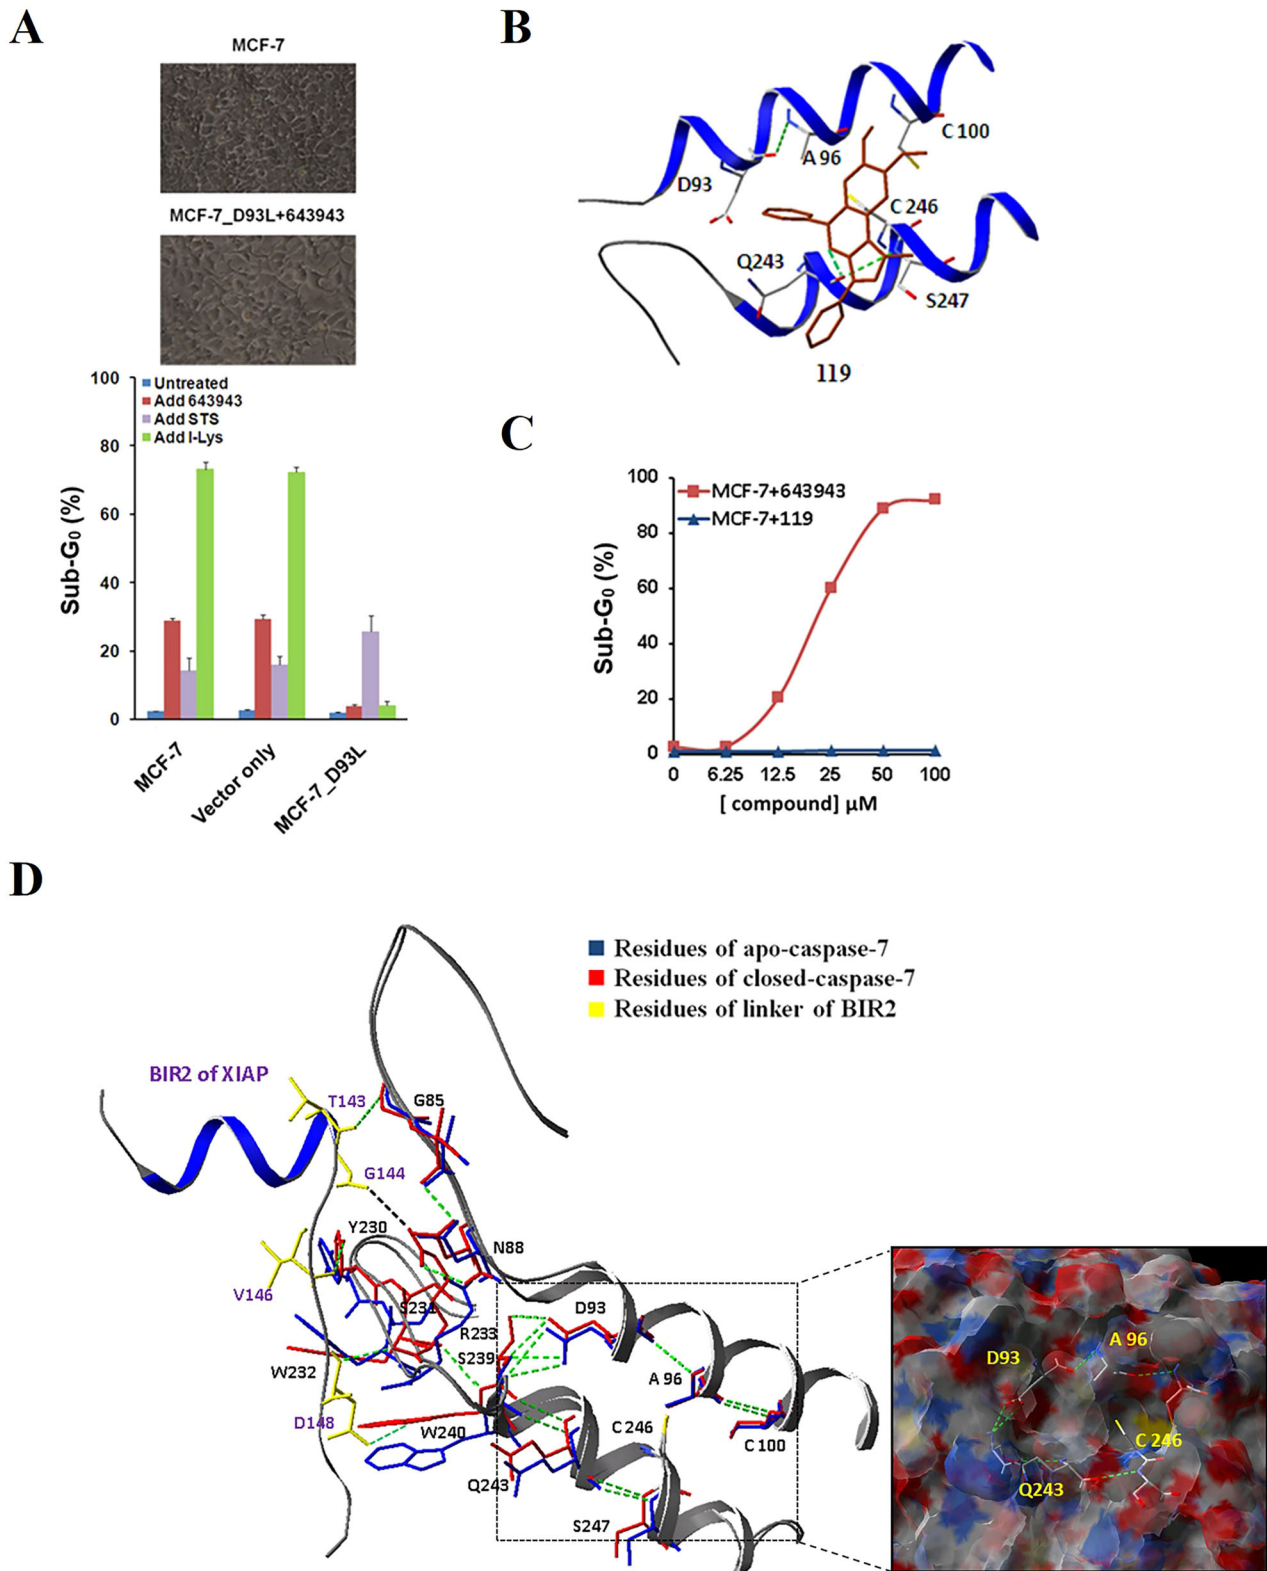 A
MCF-7
MCF-7_D93L+643943
100
80
60
40
20
0
Sub-G0 (%)
Untreated
Add 643943
Add STS
Add I-Lys
MCF-7
Vector only
MCF-7_D93L
B
C 100
A 96
D93
C 246
Q243
S247
119
C
100
80
60
40
20
0
Sub-G0 (%)
MCF-7+643943
MCF-7+119
0 6.25 12.5 25 50 100
[ compound] µM
D
Residues of apo-caspase-7
Residues of closed-caspase-7
Residues of linker of BIR2
BIR2 of XIAP
T143
G85
G144
Y230
N88
V146
S231
R233
D93
S239
W232
A 96
D148
W240
C 246
C 100
Q243
S247
A 96
D93
C 246
Q243